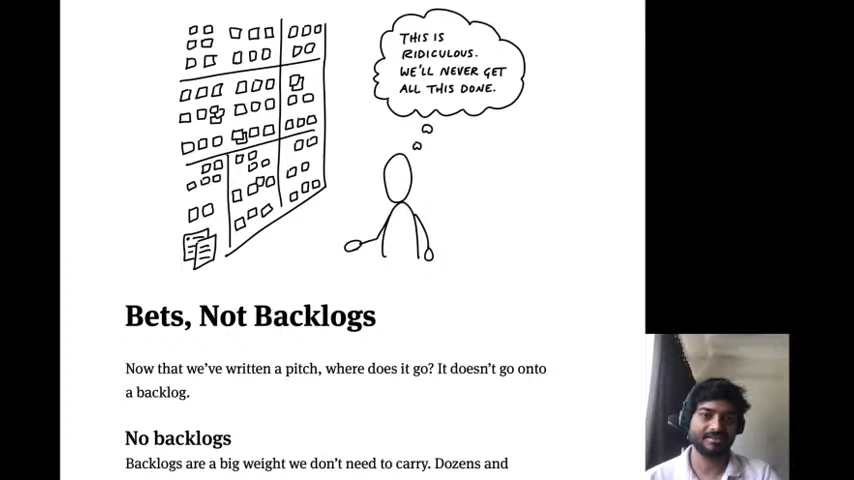 THIS IS
RIDICULOUS.
WE'LL NEVER GET
ALL THIS DONE.
Bets, Not Backlogs
Now that we've written a pitch, where does it go? It doesn't go onto
a backlog.
No backlogs
Backlogs are a big weight we don't need to carry. Dozens and